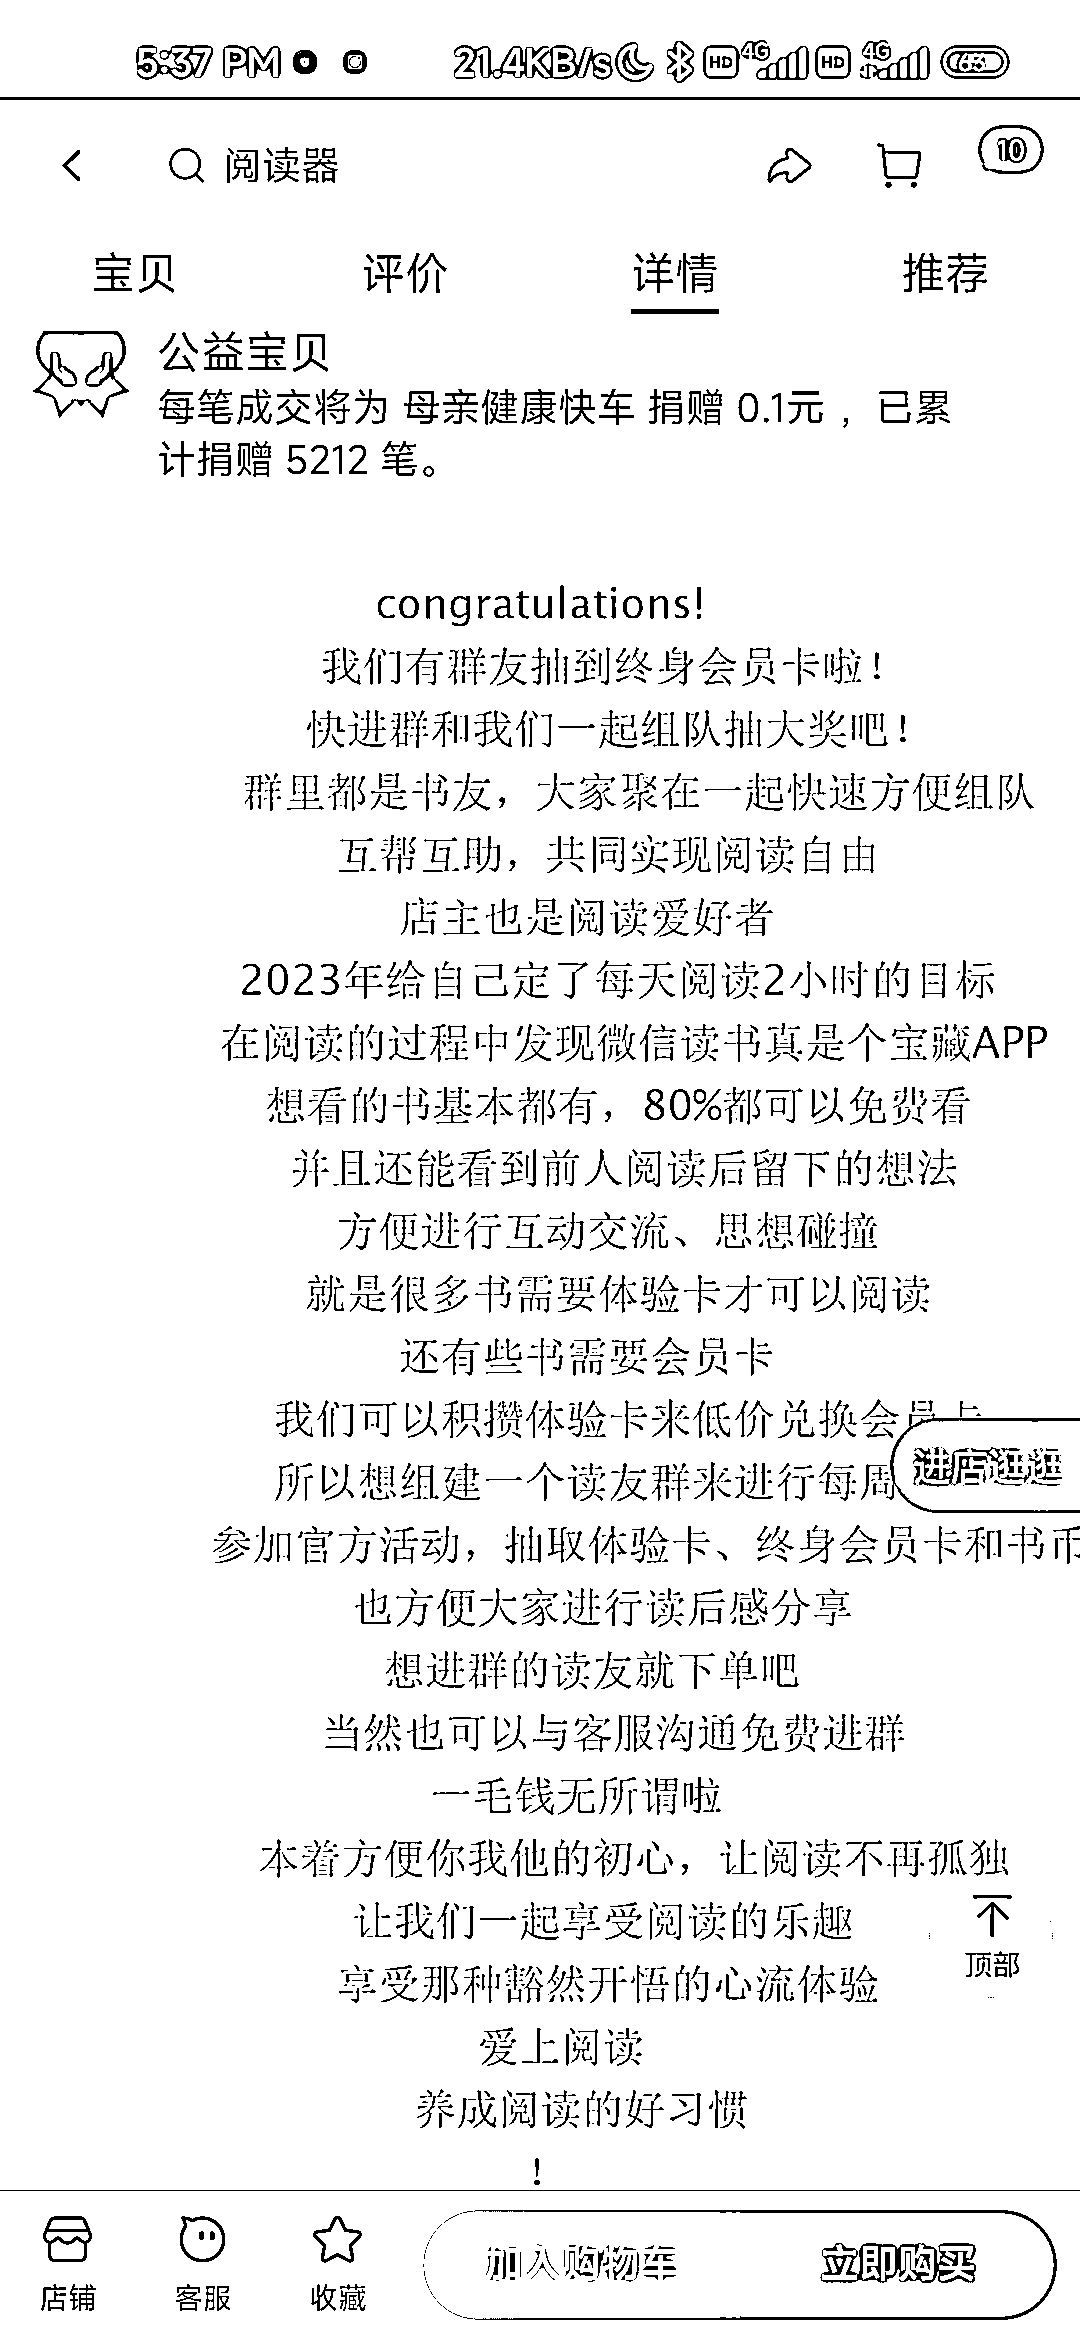 5:37 PM 21.4KB/s HD 4G HD 4G 63
阅读器 10
宝贝 评价 详情 推荐
公益宝贝
每笔成交将为 母亲健康快车 捐赠 0.1元 ，已累
计捐赠 5212 笔。
congratulations!
我们有群友抽到终身会员卡啦！
快进群和我们一起组队抽大奖吧！
群里都是书友，大家聚在一起快速方便组队
互帮互助，共同实现阅读自由
店主也是阅读爱好者
2023年给自己定了每天阅读2小时的目标
在阅读的过程中发现微信读书真是个宝藏APP
想看的书基本都有，80%都可以免费看
并且还能看到前人阅读后留下的想法
方便进行互动交流、思想碰撞
就是很多书需要体验卡才可以阅读
还有些书需要会员卡
我们可以积攒体验卡来低价兑换会员卡
进店逛逛
所以想组建一个读友群来进行每周
参加官方活动，抽取体验卡、终身会员卡和书币
也方便大家进行读后感分享
想进群的读友就下单吧
当然也可以与客服沟通免费进群
一毛钱无所谓啦
本着方便你我他的初心，让阅读不再孤独
让我们一起享受阅读的乐趣
顶部
享受那种豁然开悟的心流体验
爱上阅读
养成阅读的好习惯
！
店铺 客服 收藏 加入购物车 立即购买